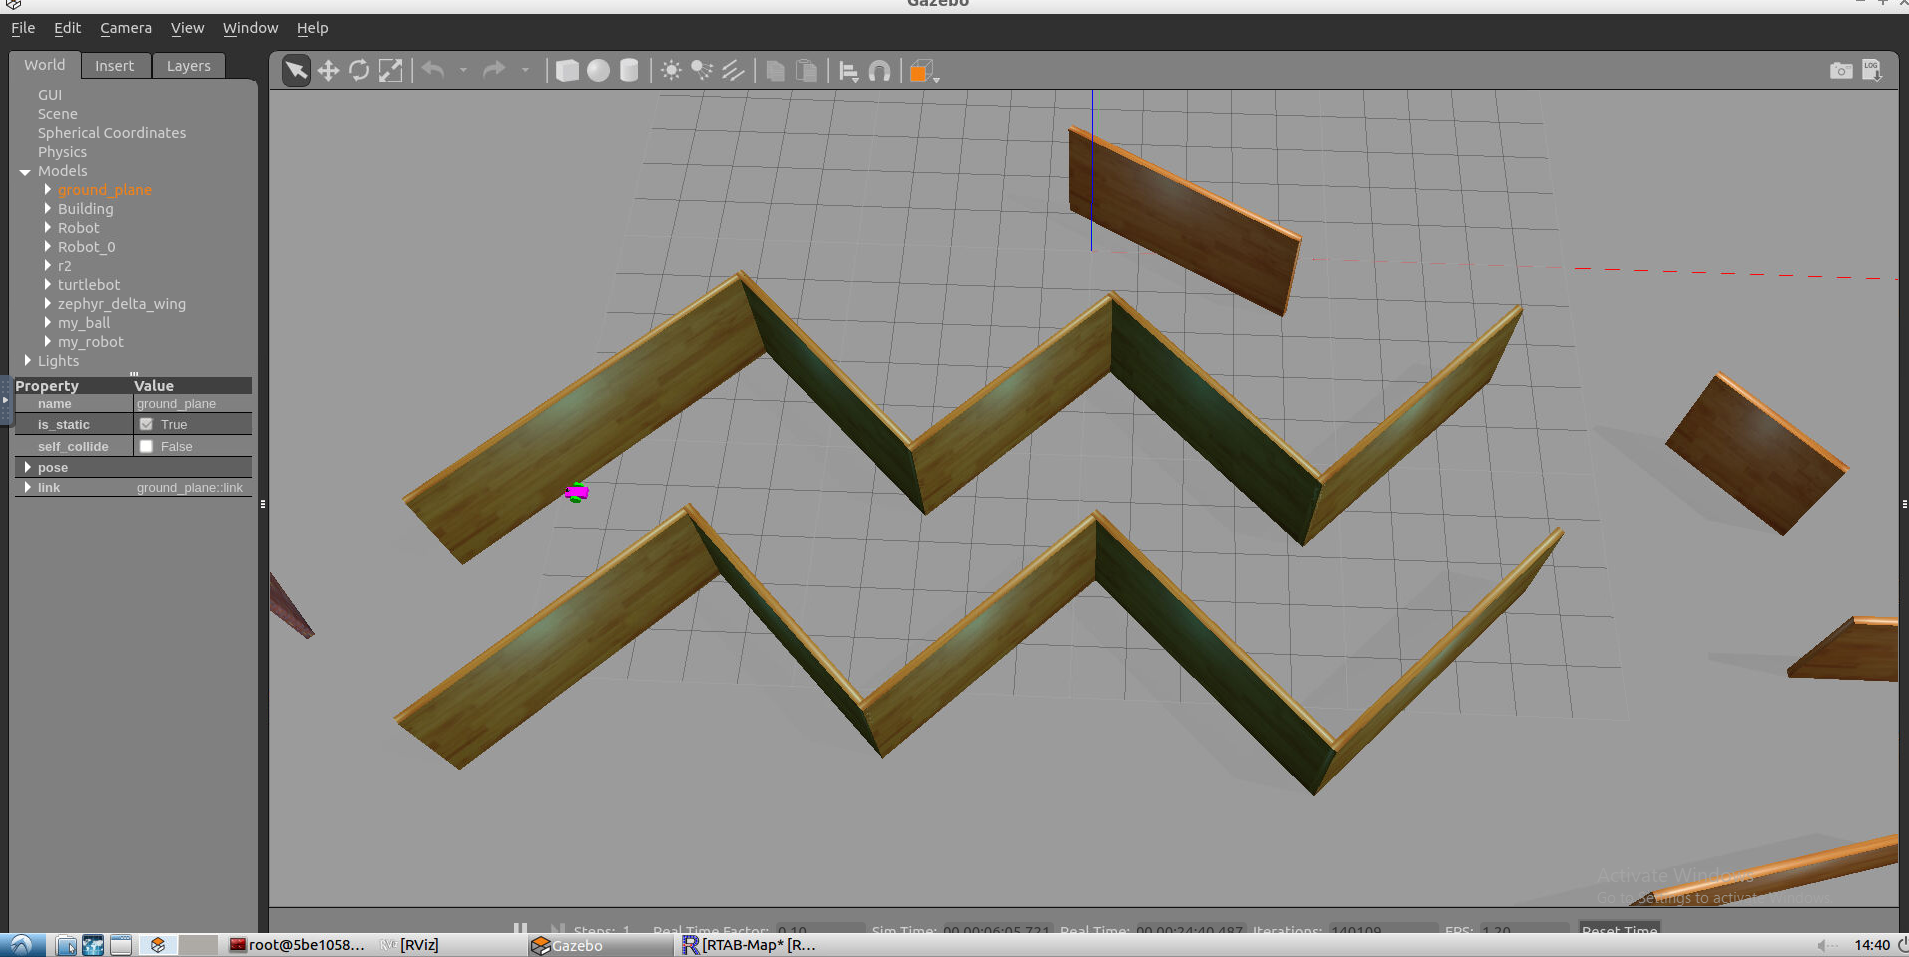 Gazebo
File Edit Camera View Window Help
World Insert Layers
GUI
Scene
Spherical Coordinates
Physics
Models
ground_plane
Building
Robot
Robot_0
r2
turtlebot
zephyr_delta_wing
my_ball
my_robot
Lights
Property Value
name ground_plane
is_static True
self_collide False
pose
link ground_plane::link
LOG
Activate Windows
Go to Settings to activate Windows.
Steps: 1 Real Time Factor: 0.10 Sim Time: 00 00:06:05.721 Real Time: 00 00:24:40.487 Iterations: 140109 FPS: 1.20 Reset Time
root@5be1058... [RViz] Gazebo [RTAB-Map* [R... 14:40